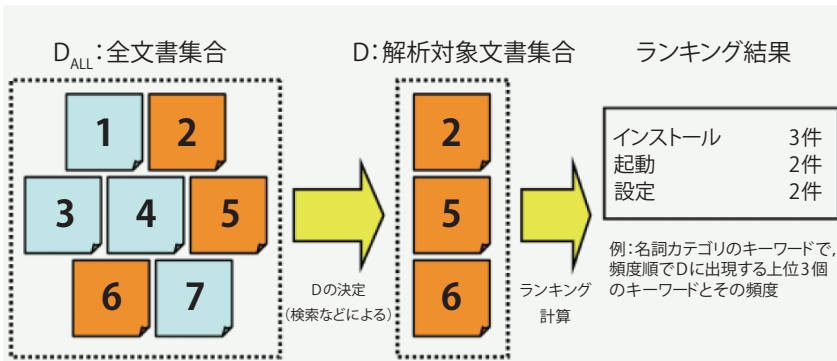 D_ALL：全文書集合
D：解析対象文書集合
ランキング結果
1
2
3
4
5
6
7
Dの決定
（検索などによる）
2
5
6
ランキング
計算
インストール 3件
起動 2件
設定 2件
例：名詞カテゴリのキーワードで，
頻度順でDに出現する上位3個
のキーワードとその頻度